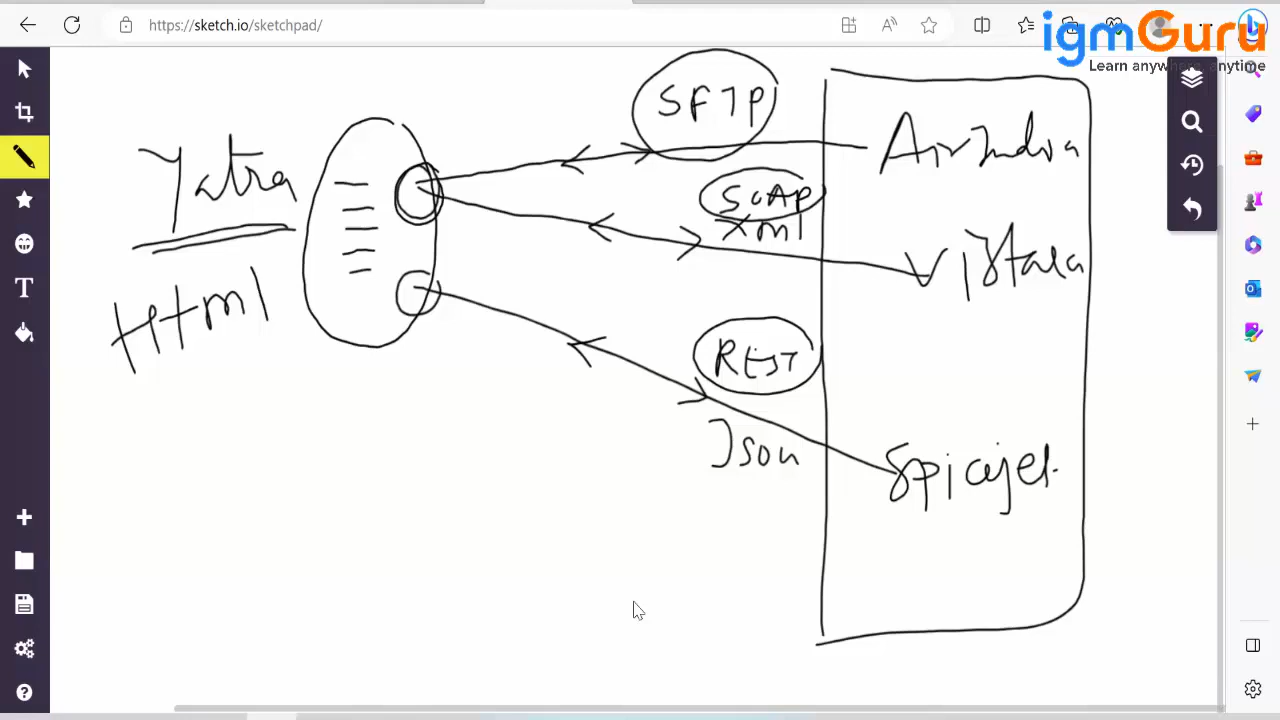 https://sketch.io/sketchpad/
igmGuru
Learn anywhere, anytime
SFTP
AirIndia
Yatra
SOAP
Xml
Vistara
Html
REST
Json
Spicejet
T